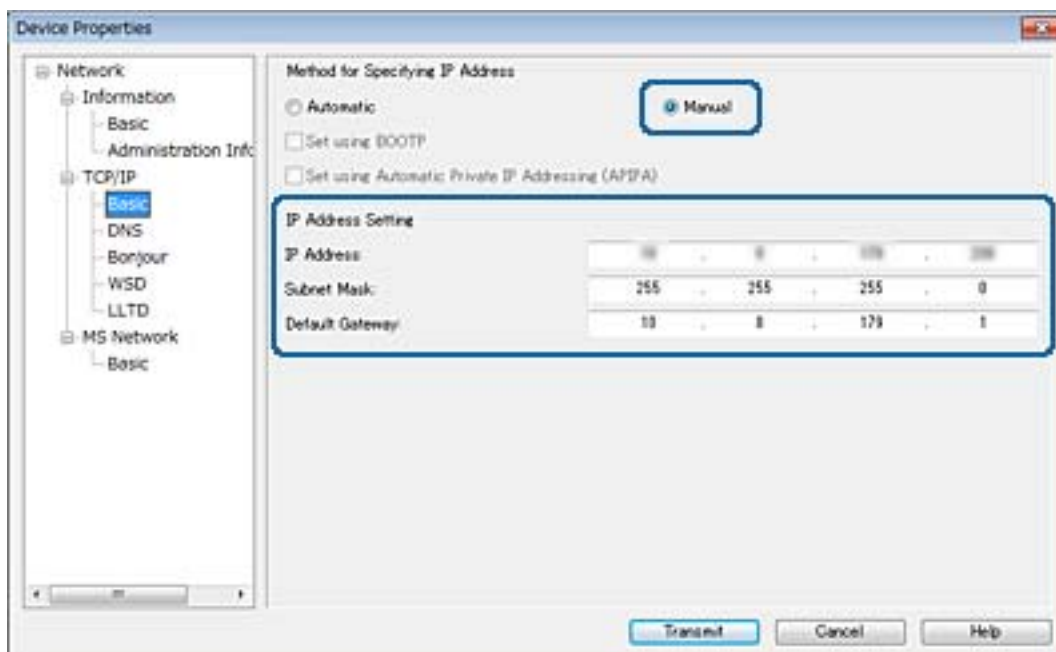 Device Properties
Network
Information
Basic
Administration Info
TCP/IP
Basic
DNS
Bonjour
WSD
LLTD
MS Network
Basic
Method for Specifying IP Address
Automatic
Manual
Set using BOOTP
Set using Automatic Private IP Addressing (APIPA)
IP Address Setting
IP Address:
Subnet Mask: 255 . 255 . 255 . 0
Default Gateway: 10 . 8 . 179 . 1
Transmit Cancel Help